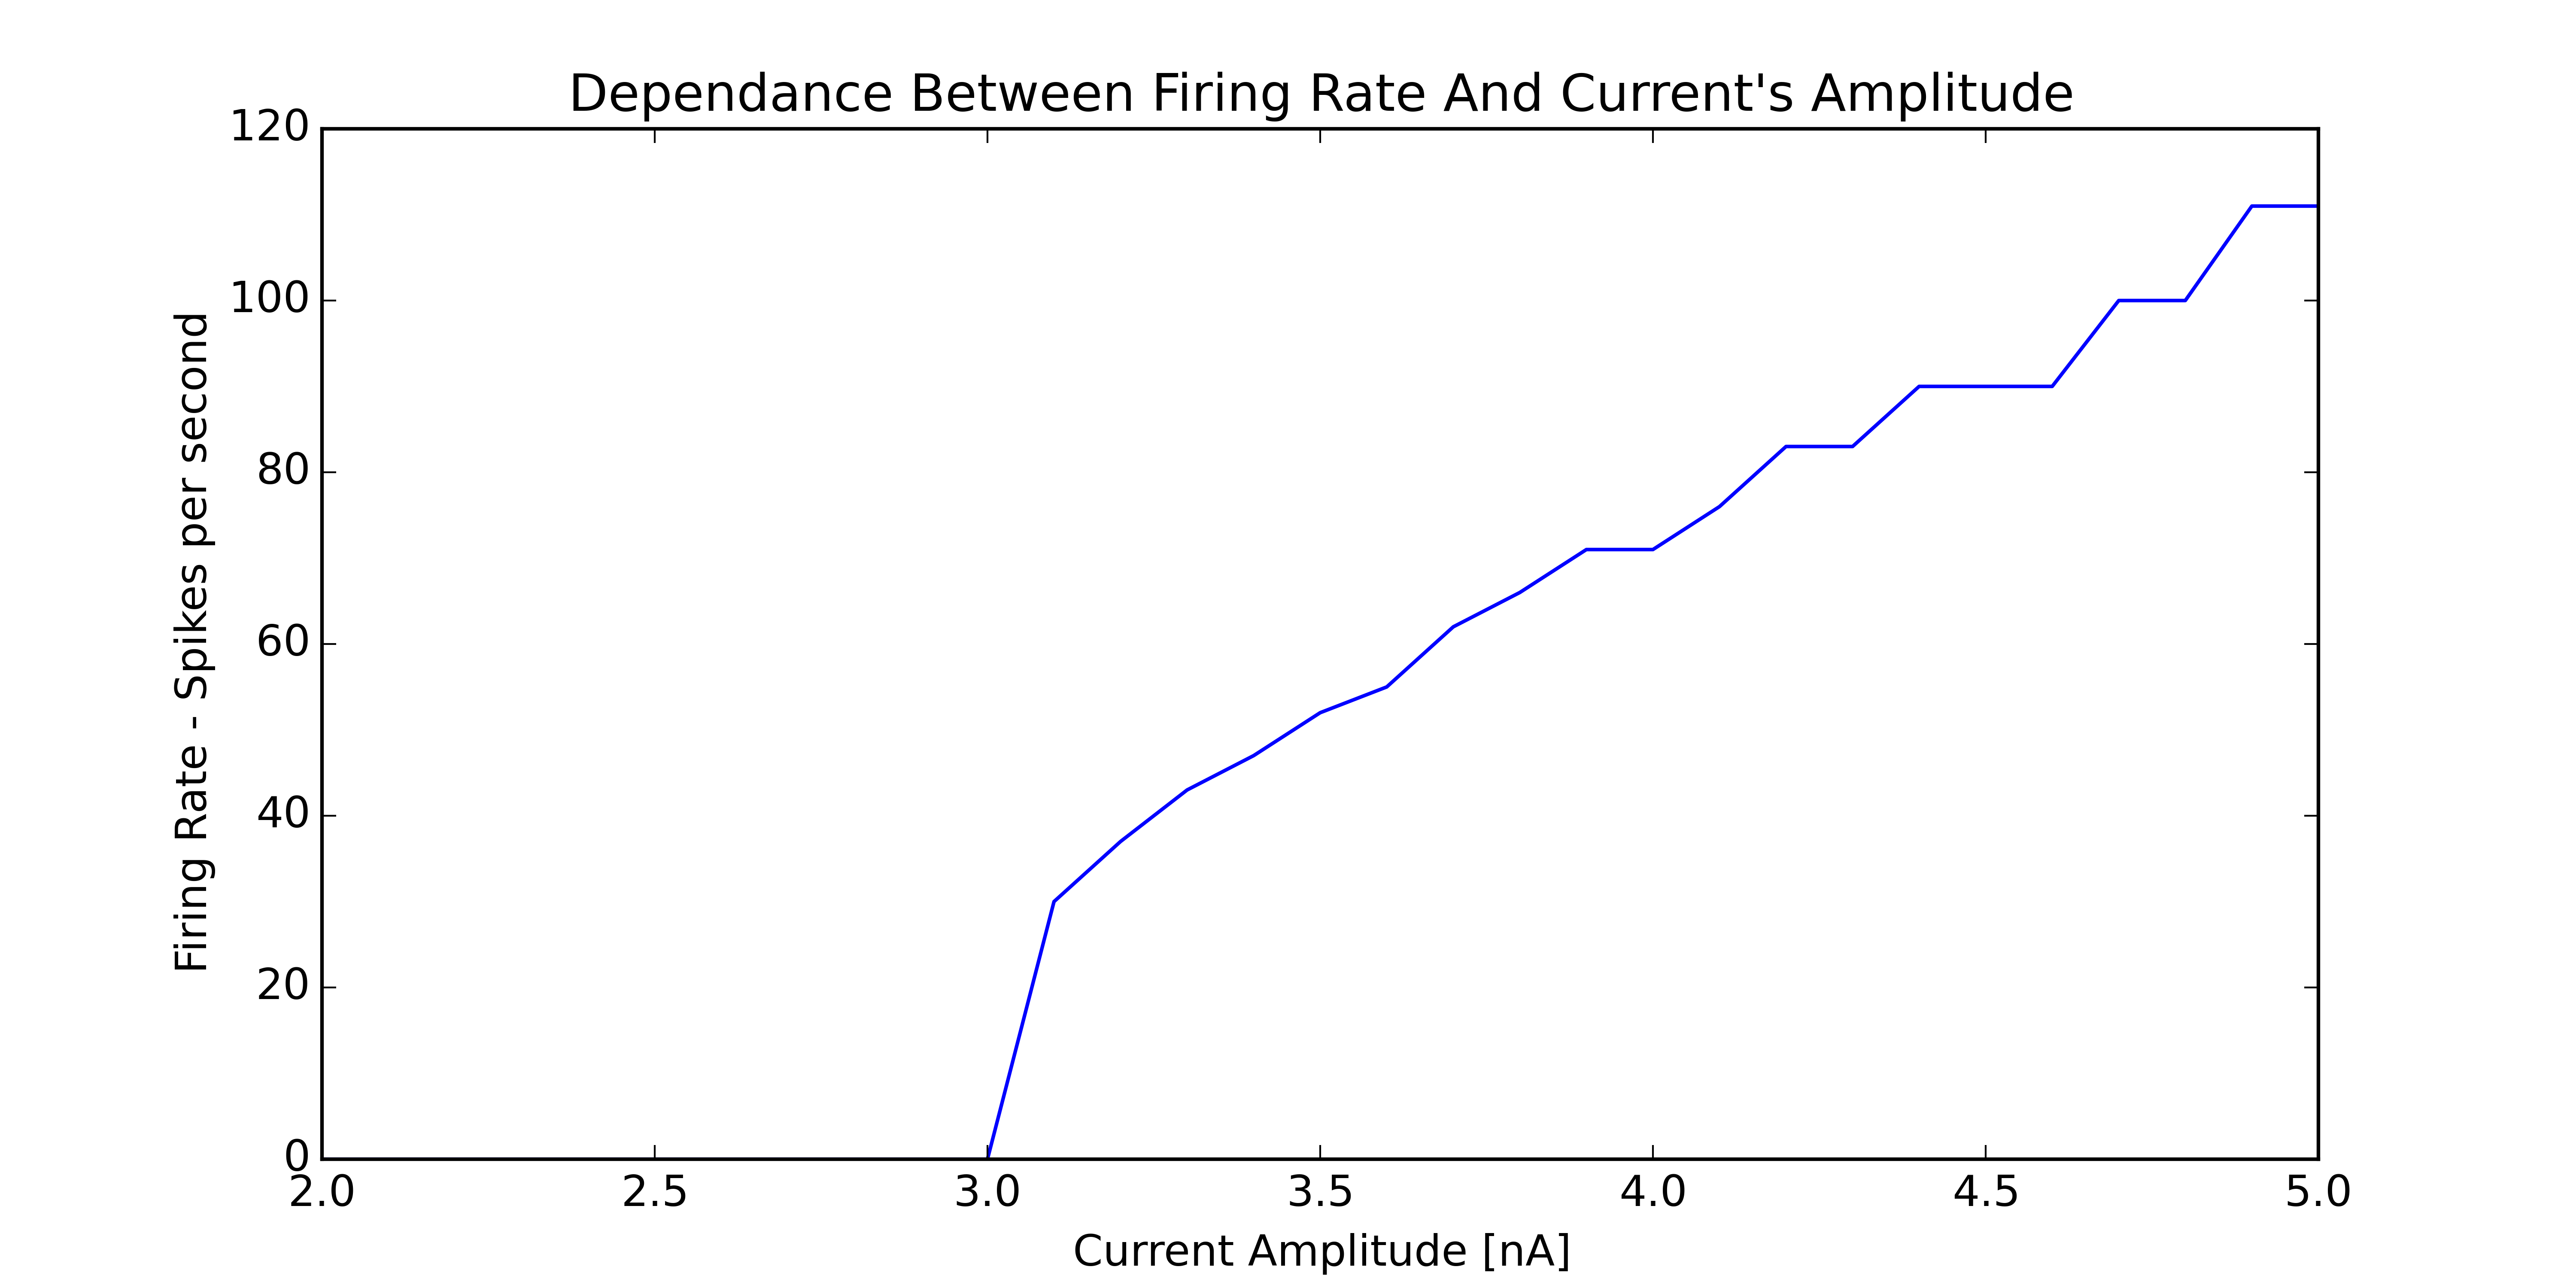 Dependance Between Firing Rate And Current's Amplitude
120
100
80
60
40
20
0
Firing Rate - Spikes per second
2.0 2.5 3.0 3.5 4.0 4.5 5.0
Current Amplitude [nA]